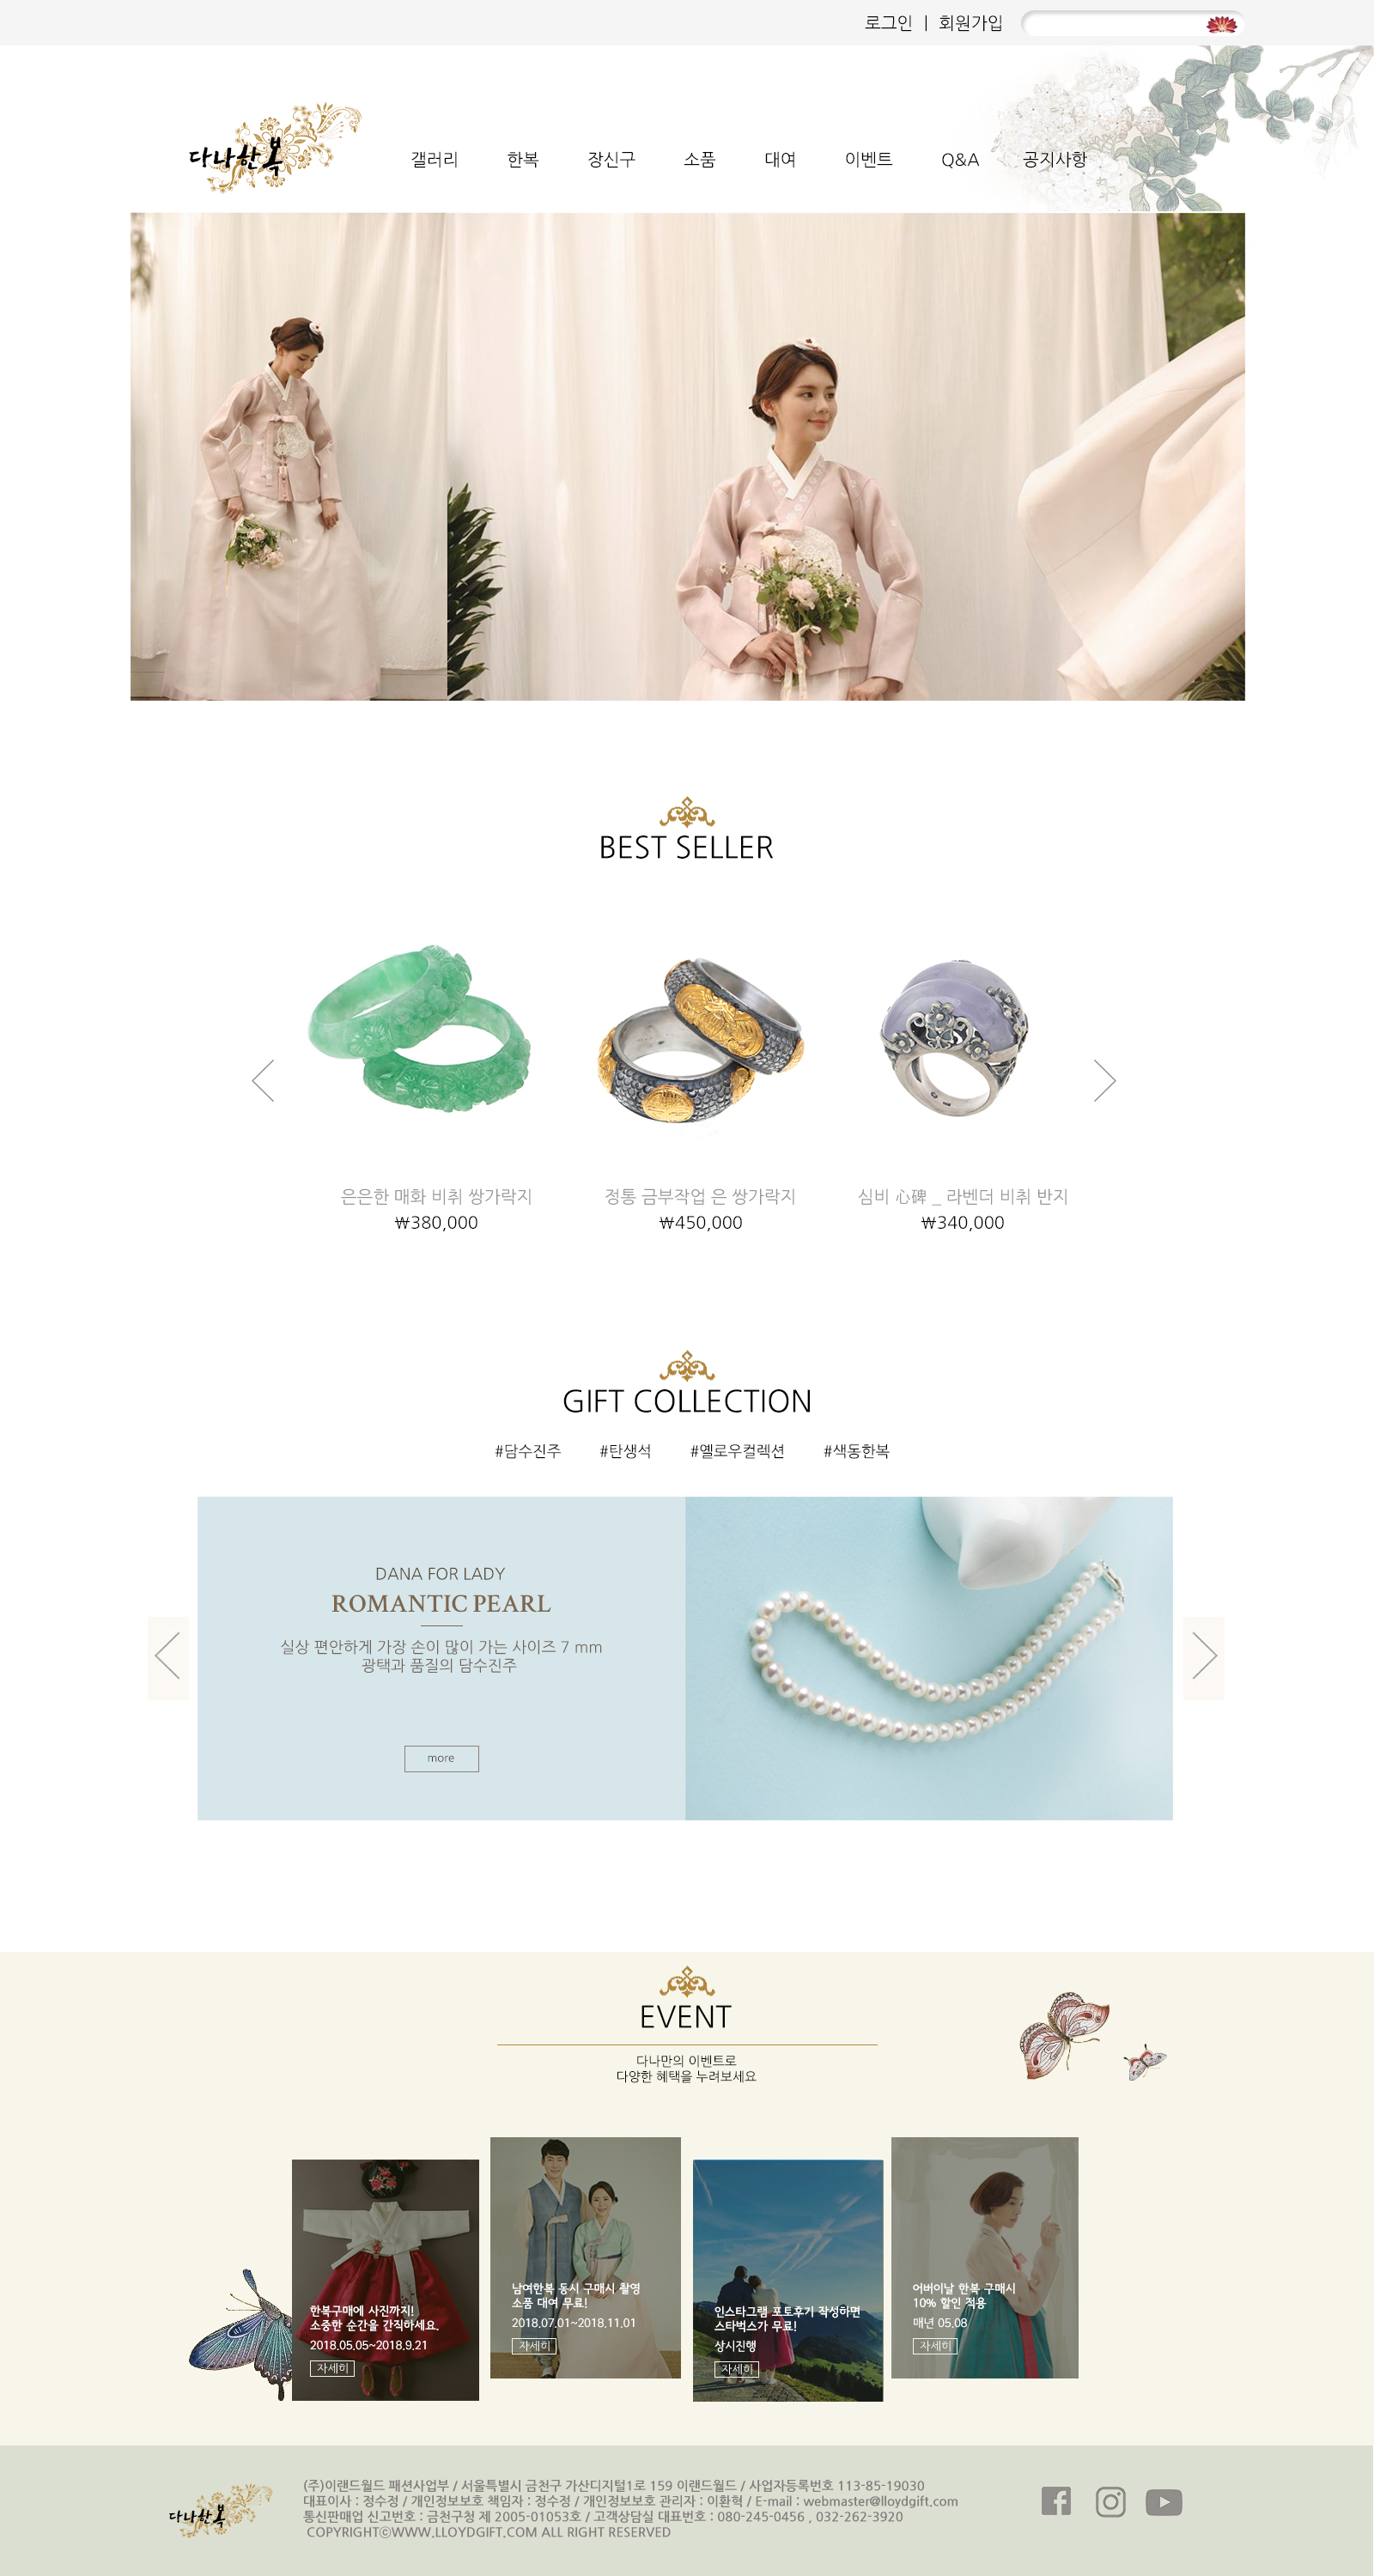 로그인 | 회원가입
다나한복
갤러리 한복 장신구 소품 대여 이벤트 Q&A 공지사항
BEST SELLER
은은한 매화 비취 쌍가락지
₩380,000
정통 금부작업 은 쌍가락지
₩450,000
심비 心碑 _ 라벤더 비취 반지
₩340,000
GIFT COLLECTION
#담수진주 #탄생석 #옐로우컬렉션 #색동한복
DANA FOR LADY
ROMANTIC PEARL
실상 편안하게 가장 손이 많이 가는 사이즈 7 mm
광택과 품질의 담수진주
more
EVENT
다나만의 이벤트로
다양한 혜택을 누려보세요
한복구매에 사진까지!
소중한 순간을 간직하세요.
2018.05.05~2018.9.21
자세히
남여한복 동시 구매시 촬영
소품 대여 무료!
2018.07.01~2018.11.01
자세히
인스타그램 포토후기 작성하면
스타벅스가 무료!
상시진행
자세히
어버이날 한복 구매시
10% 할인 적용
매년 05.08
자세히
다나한복
(주)이랜드월드 패션사업부 / 서울특별시 금천구 가산디지털1로 159 이랜드월드 / 사업자등록번호 113-85-19030
대표이사 : 정수정 / 개인정보보호 책임자 : 정수정 / 개인정보보호 관리자 : 이환혁 / E-mail : webmaster@lloydgift.com
통신판매업 신고번호 : 금천구청 제 2005-01053호 / 고객상담실 대표번호 : 080-245-0456 , 032-262-3920
COPYRIGHTⓒWWW.LLOYDGIFT.COM ALL RIGHT RESERVED